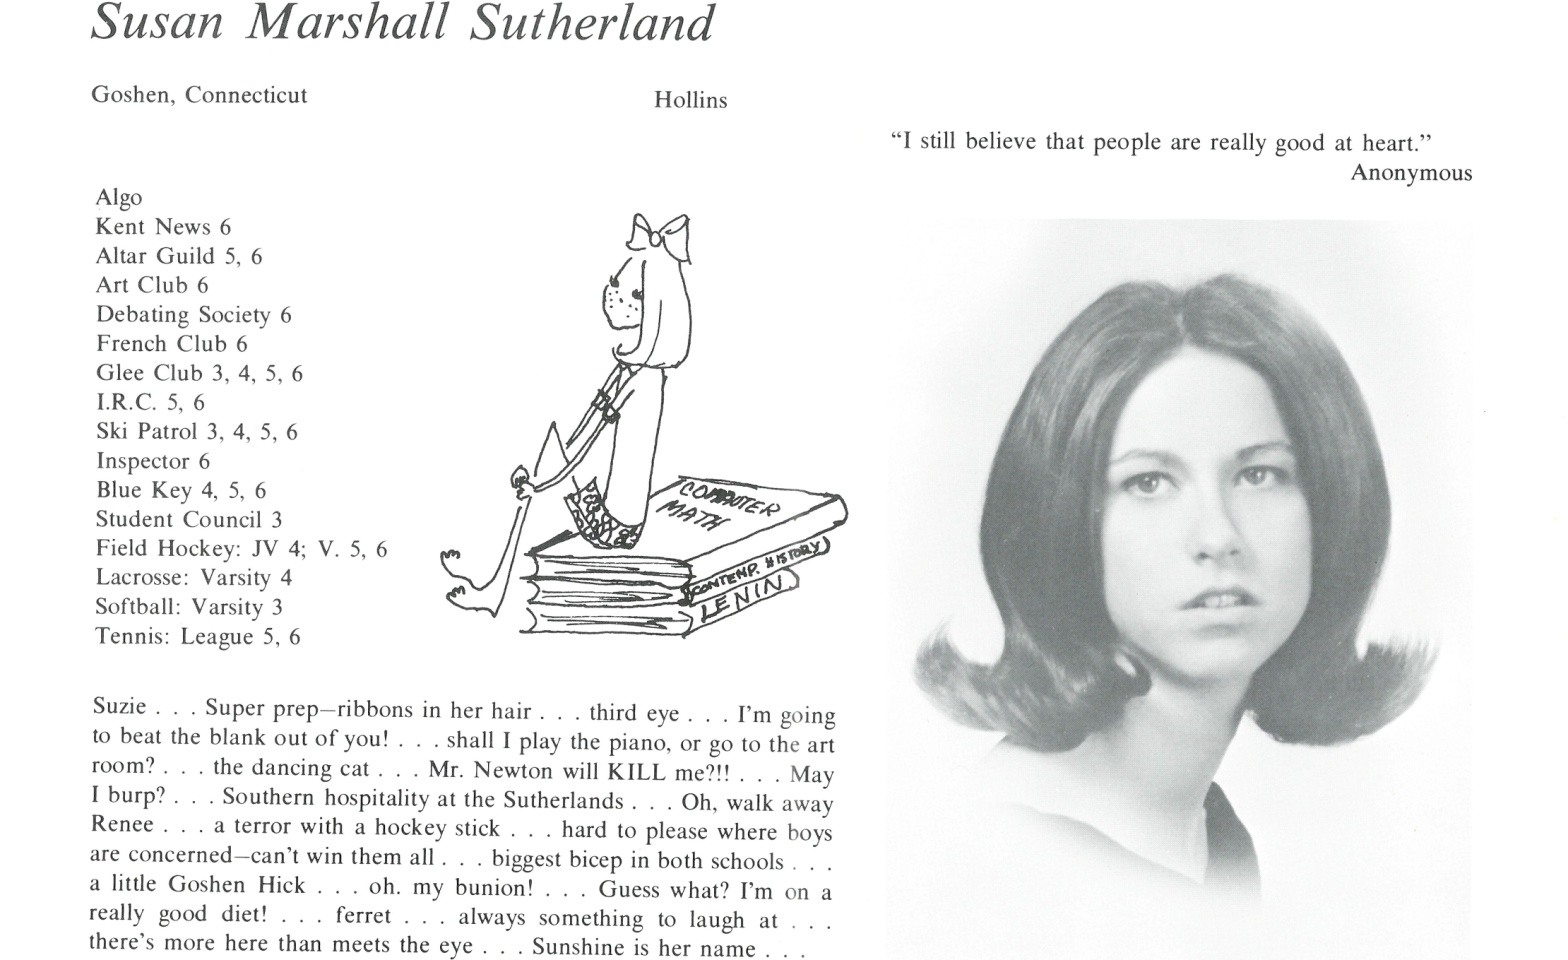 Susan Marshall Sutherland
Goshen, Connecticut
Hollins
“I still believe that people are really good at heart.”
Anonymous
Algo
Kent News 6
Altar Guild 5, 6
Art Club 6
Debating Society 6
French Club 6
Glee Club 3, 4, 5, 6
I.R.C. 5, 6
Ski Patrol 3, 4, 5, 6
Inspector 6
Blue Key 4, 5, 6
Student Council 3
Field Hockey: JV 4; V. 5, 6
Lacrosse: Varsity 4
Softball: Varsity 3
Tennis: League 5, 6
COMPUTER
MATH
CONTEMP. HISTORY
LENIN
Suzie . . . Super prep—ribbons in her hair . . . third eye . . . I'm going
to beat the blank out of you! . . . shall I play the piano, or go to the art
room? . . . the dancing cat . . . Mr. Newton will KILL me?!! . . . May
I burp? . . . Southern hospitality at the Sutherlands . . . Oh, walk away
Renee . . . a terror with a hockey stick . . . hard to please where boys
are concerned—can't win them all . . . biggest bicep in both schools . . .
a little Goshen Hick . . . oh. my bunion! . . . Guess what? I'm on a
really good diet! . . . ferret . . . always something to laugh at . . .
there's more here than meets the eye . . . Sunshine is her name . . .